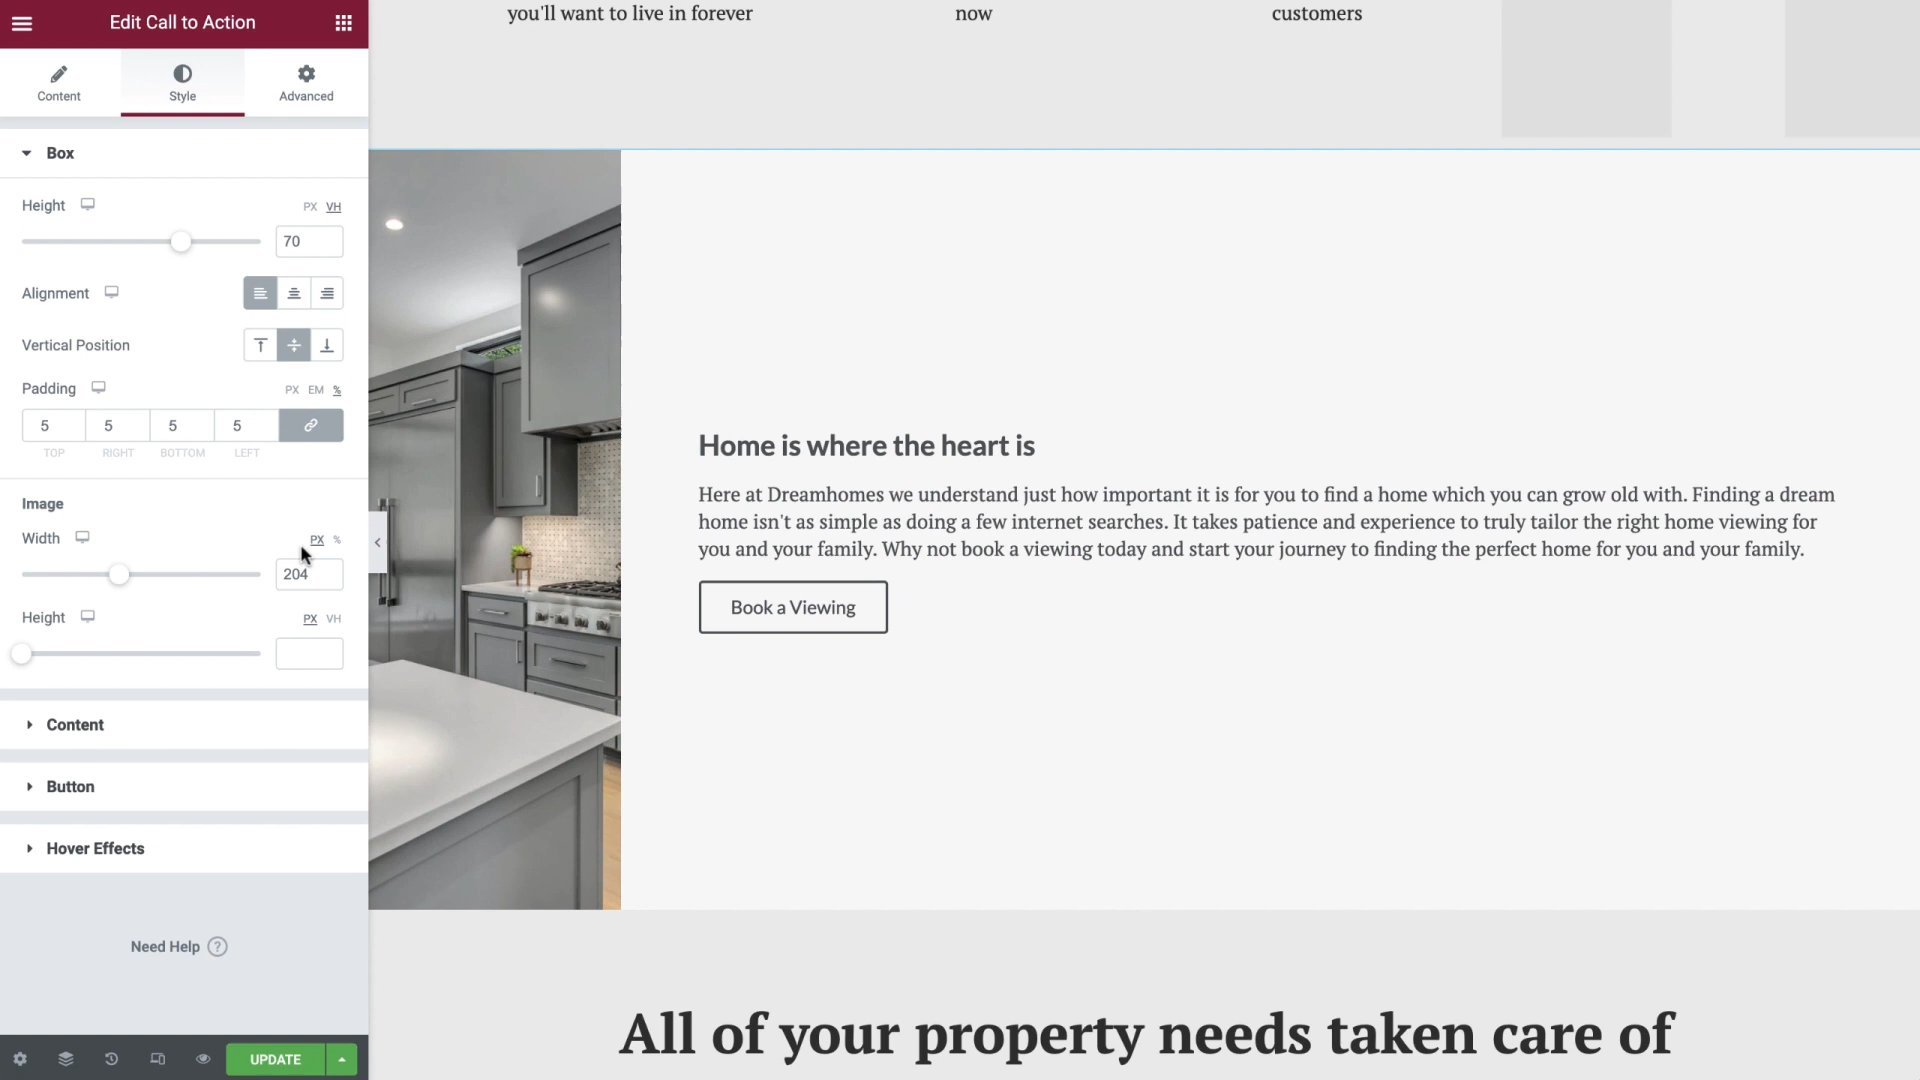 Edit Call to Action
Content
Style
Advanced
Box
Height
PX VH
70
Alignment
Vertical Position
Padding
PX EM %
5 5 5 5
TOP RIGHT BOTTOM LEFT
Image
Width
PX %
204
Height
PX VH
Content
Button
Hover Effects
Need Help ?
UPDATE
you'll want to live in forever
now
customers
Home is where the heart is
Here at Dreamhomes we understand just how important it is for you to find a home which you can grow old with. Finding a dream
home isn't as simple as doing a few internet searches. It takes patience and experience to truly tailor the right home viewing for
you and your family. Why not book a viewing today and start your journey to finding the perfect home for you and your family.
Book a Viewing
All of your property needs taken care of